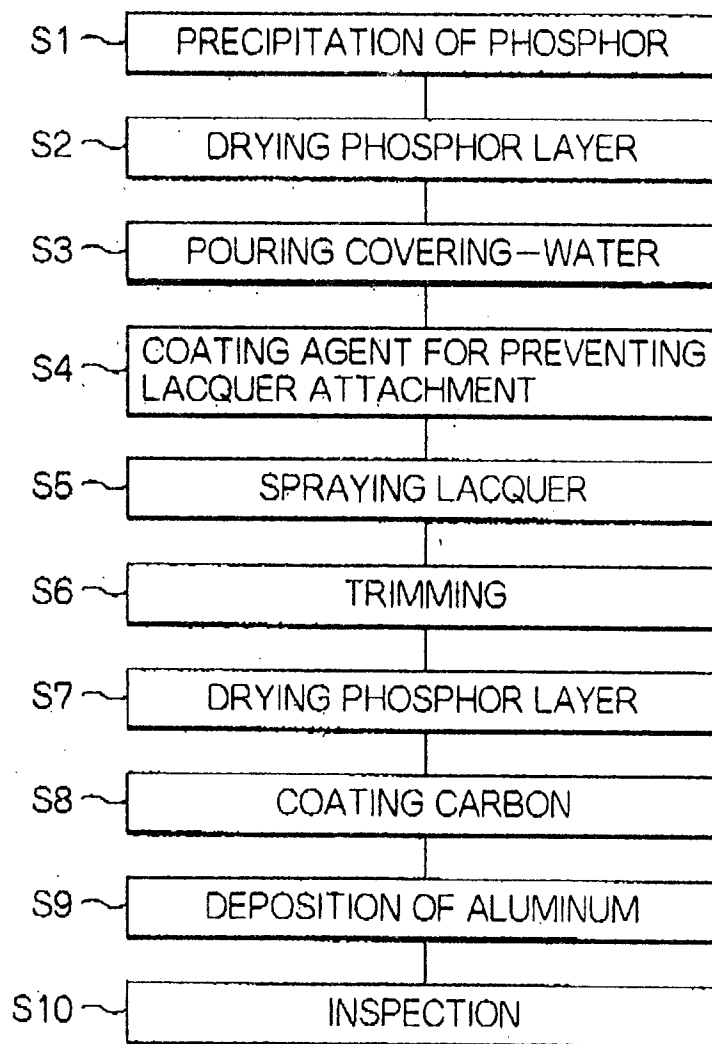 S1 PRECIPITATION OF PHOSPHOR
S2 DRYING PHOSPHOR LAYER
S3 POURING COVERING-WATER
S4 COATING AGENT FOR PREVENTING
LACQUER ATTACHMENT
S5 SPRAYING LACQUER
S6 TRIMMING
S7 DRYING PHOSPHOR LAYER
S8 COATING CARBON
S9 DEPOSITION OF ALUMINUM
S10 INSPECTION